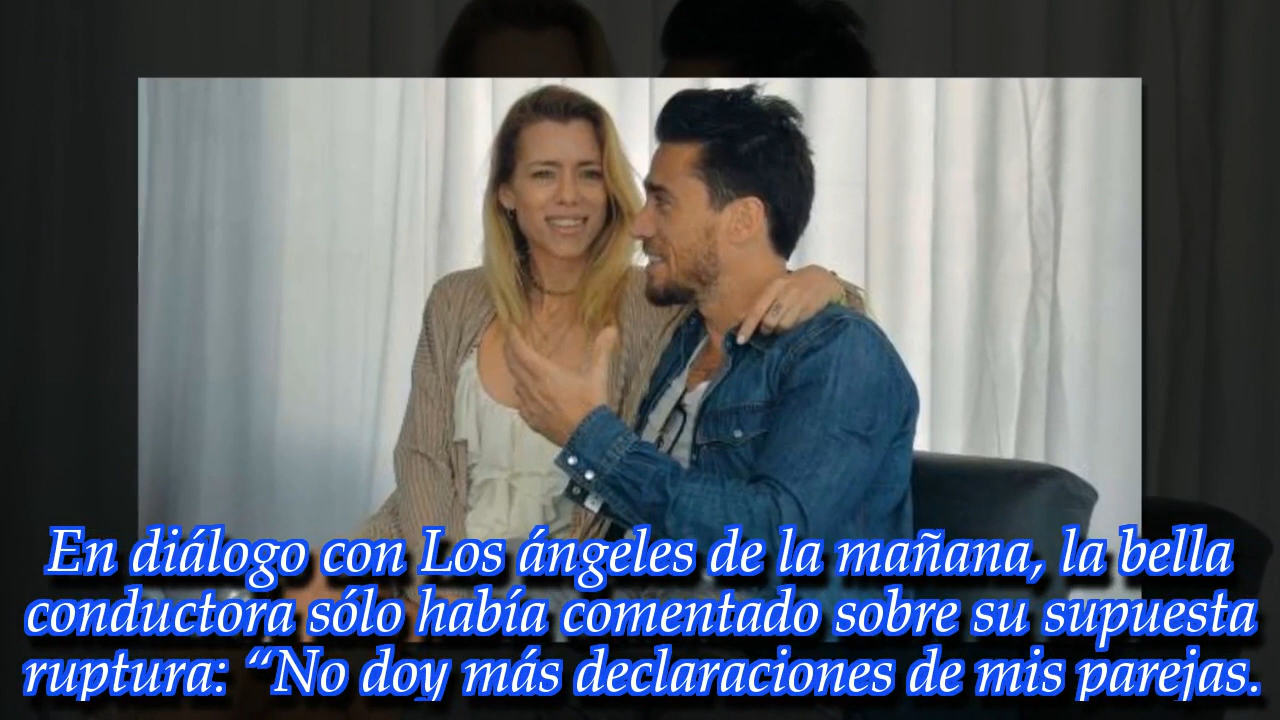 En diálogo con Los ángeles de la mañana, la bella
conductora sólo había comentado sobre su supuesta
ruptura: “No doy más declaraciones de mis parejas.